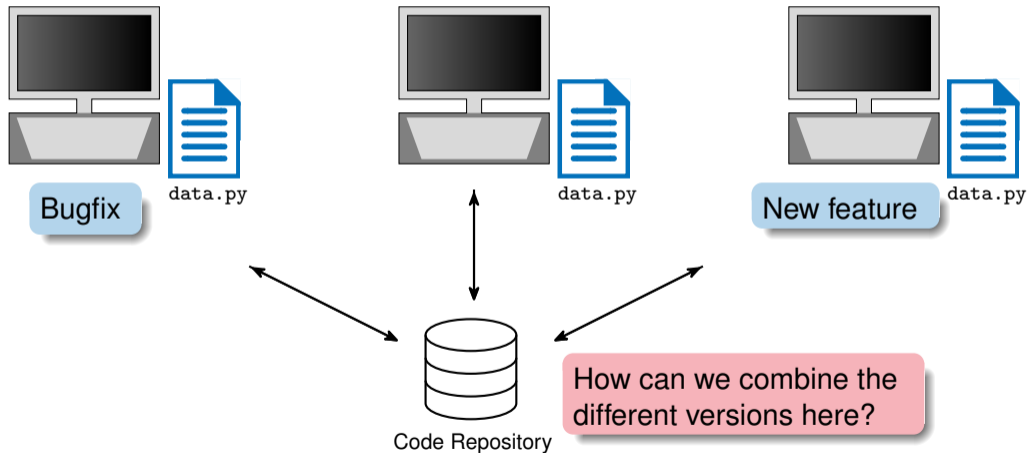 data.py
data.py
data.py
Bugfix
New feature
How can we combine the
different versions here?
Code Repository